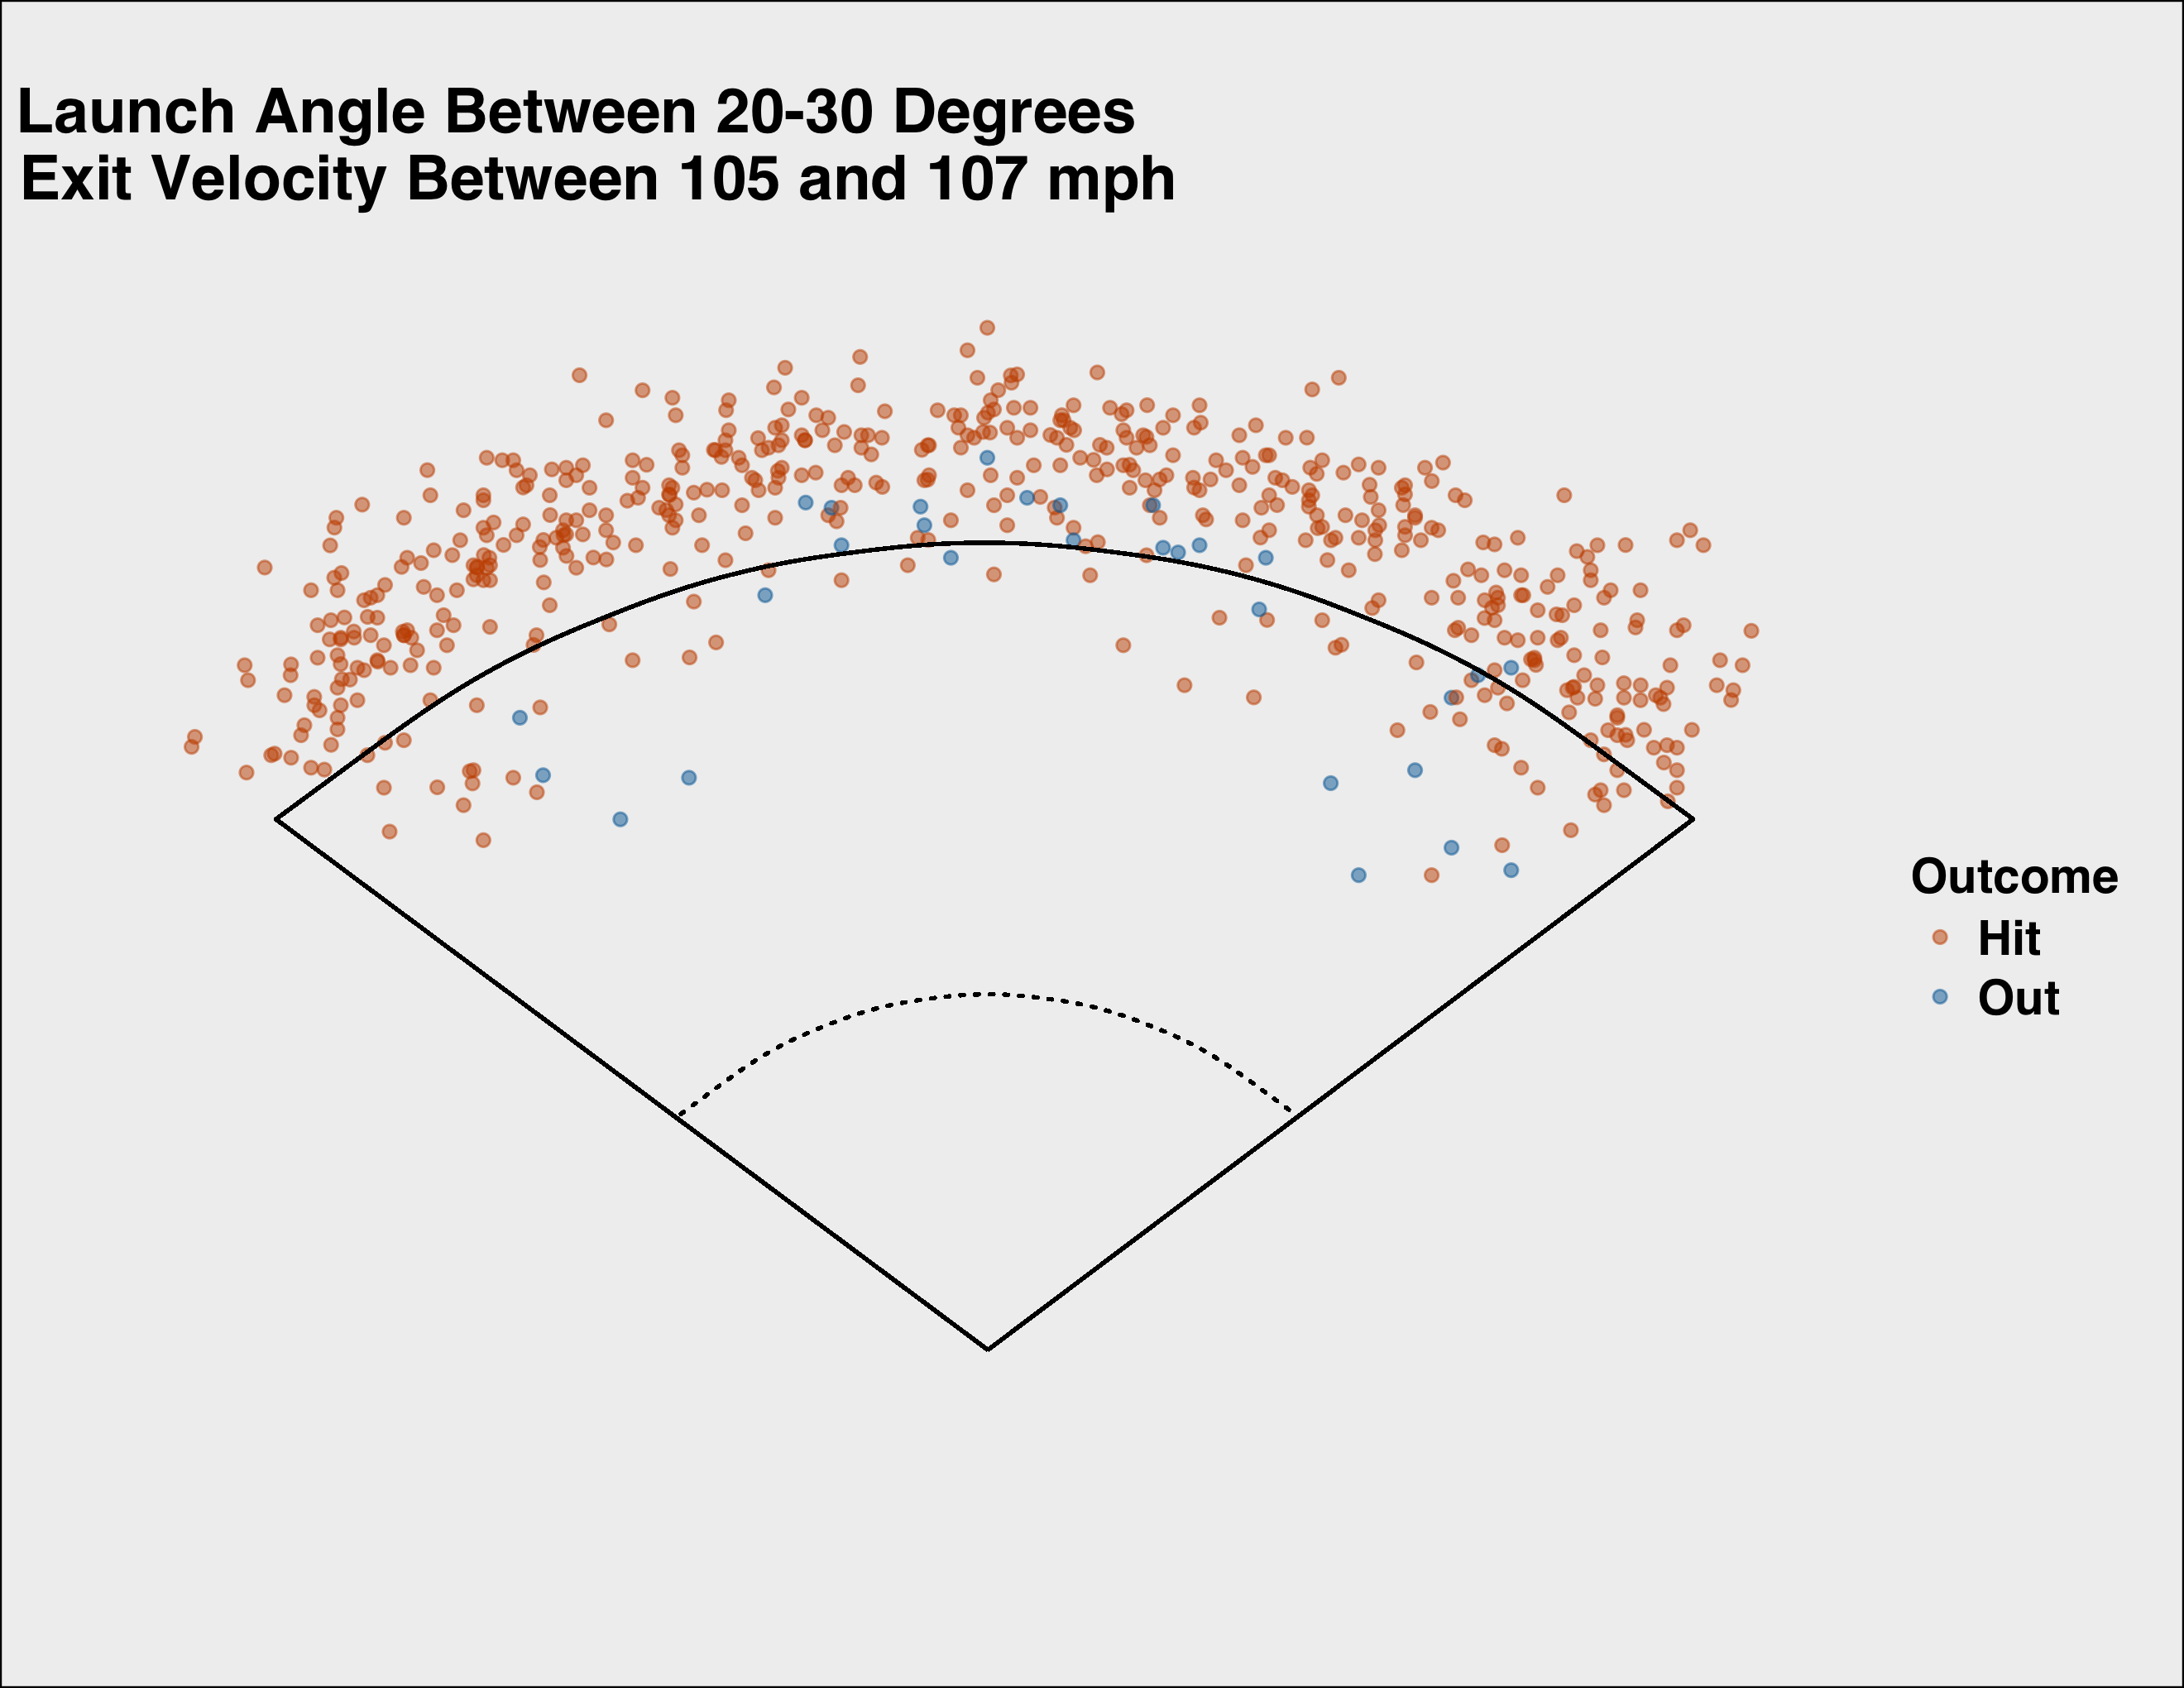 Launch Angle Between 20-30 Degrees
Exit Velocity Between 105 and 107 mph
Outcome
Hit
Out